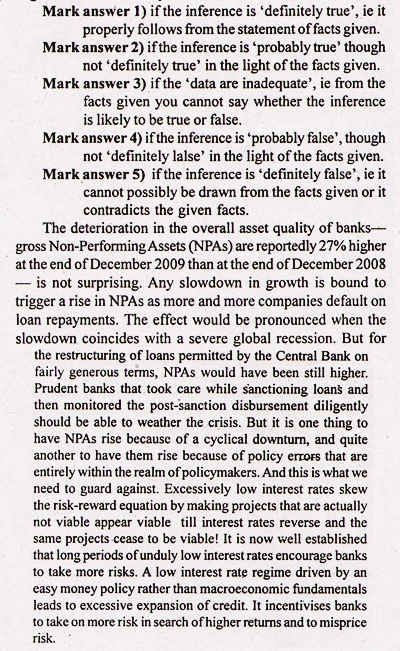 Mark answer 1) if the inference is ‘definitely true’, ie it
properly follows from the statement of facts given.
Mark answer 2) if the inference is ‘probably true’ though
not ‘definitely true’ in the light of the facts given.
Mark answer 3) if the ‘data are inadequate’, ie from the
facts given you cannot say whether the inference
is likely to be true or false.
Mark answer 4) if the inference is ‘probably false’, though
not ‘definitely lalse’ in the light of the facts given.
Mark answer 5) if the inference is ‘definitely false’, ie it
cannot possibly be drawn from the facts given or it
contradicts the given facts.
The deterioration in the overall asset quality of banks—
gross Non-Performing Assets (NPAs) are reportedly 27% higher
at the end of December 2009 than at the end of December 2008
— is not surprising. Any slowdown in growth is bound to
trigger a rise in NPAs as more and more companies default on
loan repayments. The effect would be pronounced when the
slowdown coincides with a severe global recession. But for
the restructuring of loans permitted by the Central Bank on
fairly generous terms, NPAs would have been still higher.
Prudent banks that took care while sanctioning loans and
then monitored the post-sanction disbursement diligently
should be able to weather the crisis. But it is one thing to
have NPAs rise because of a cyclical downturn, and quite
another to have them rise because of policy errors that are
entirely within the realm of policymakers. And this is what we
need to guard against. Excessively low interest rates skew
the risk-reward equation by making projects that are actually
not viable appear viable till interest rates reverse and the
same projects cease to be viable! It is now well established
that long periods of unduly low interest rates encourage banks
to take more risks. A low interest rate regime driven by an
easy money policy rather than macroeconomic fundamentals
leads to excessive expansion of credit. It incentivises banks
to take on more risk in search of higher returns and to misprice
risk.